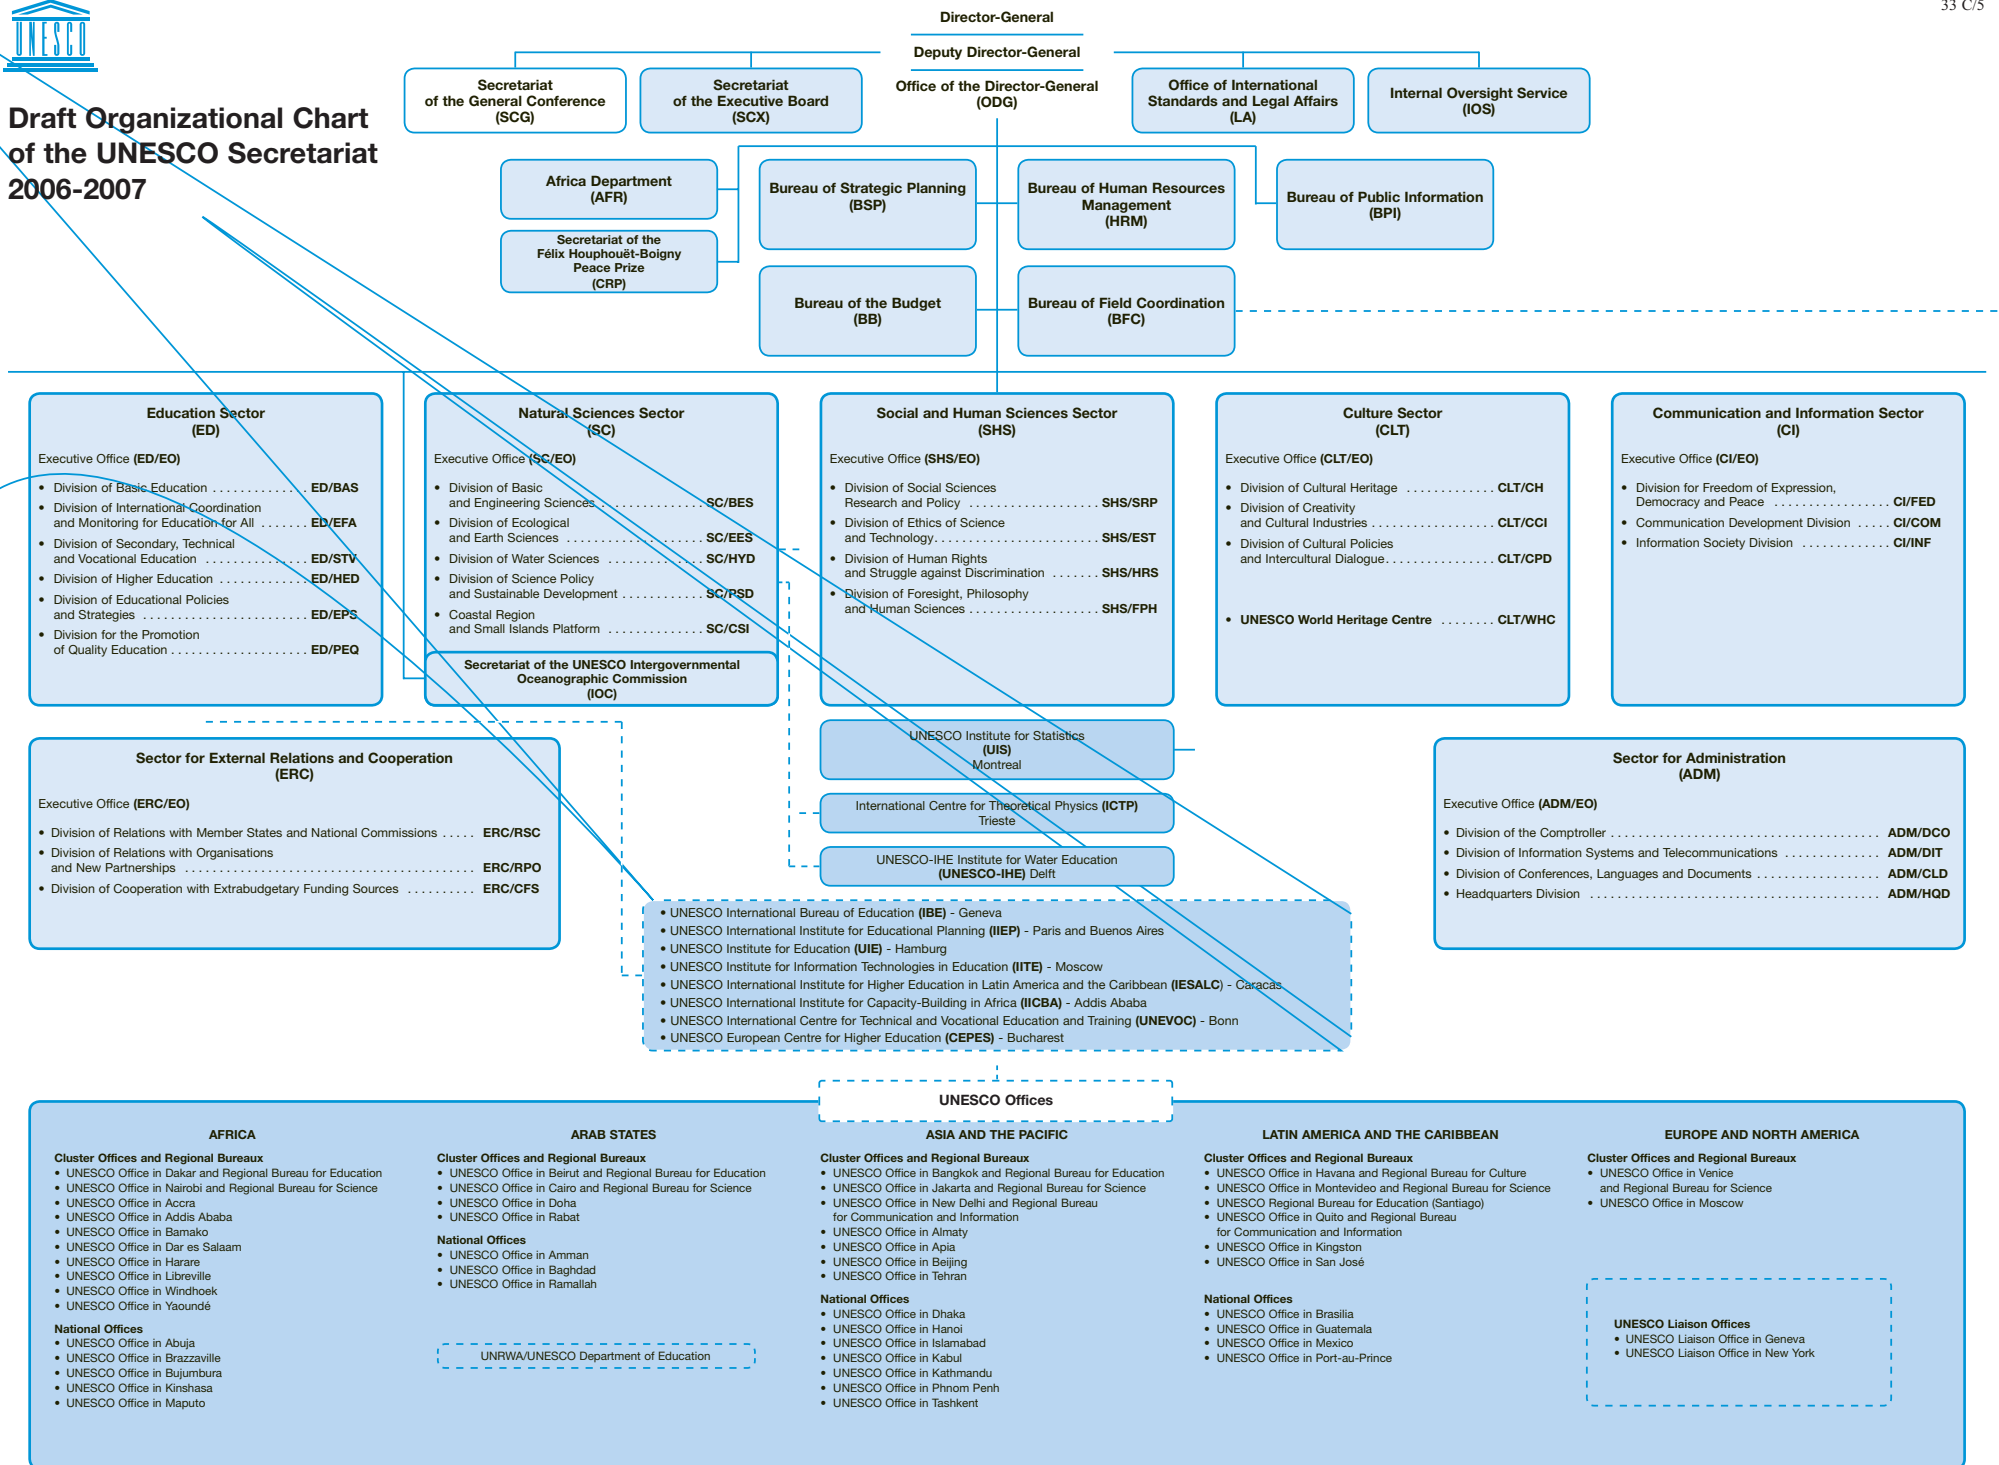 33 C/5
UNESCO
Draft Organizational Chart
of the UNESCO Secretariat
2006-2007
Director-General
Deputy Director-General
Office of the Director-General
(ODG)
Secretariat
of the General Conference
(SCG)
Secretariat
of the Executive Board
(SCX)
Office of International
Standards and Legal Affairs
(LA)
Internal Oversight Service
(IOS)
Africa Department
(AFR)
Secretariat of the
Félix Houphouët-Boigny
Peace Prize
(CRP)
Bureau of Strategic Planning
(BSP)
Bureau of Human Resources
Management
(HRM)
Bureau of Public Information
(BPI)
Bureau of the Budget
(BB)
Bureau of Field Coordination
(BFC)
Education Sector
(ED)
Executive Office (ED/EO)
• Division of Basic Education . . . . . . . . . . . . . ED/BAS
• Division of International Coordination
and Monitoring for Education for All . . . . . . . ED/EFA
• Division of Secondary, Technical
and Vocational Education . . . . . . . . . . . . . . . ED/STV
• Division of Higher Education . . . . . . . . . . . . ED/HED
• Division of Educational Policies
and Strategies . . . . . . . . . . . . . . . . . . . . . . . ED/EPS
• Division for the Promotion
of Quality Education . . . . . . . . . . . . . . . . . . . . ED/PEQ
Natural Sciences Sector
(SC)
Executive Office (SC/EO)
• Division of Basic
and Engineering Sciences . . . . . . . . . . . . . . . SC/BES
• Division of Ecological
and Earth Sciences . . . . . . . . . . . . . . . . . . . . SC/EES
• Division of Water Sciences . . . . . . . . . . . . . . SC/HYD
• Division of Science Policy
and Sustainable Development . . . . . . . . . . . . SC/PSD
• Coastal Region
and Small Islands Platform . . . . . . . . . . . . . . SC/CSI
Secretariat of the UNESCO Intergovernmental
Oceanographic Commission
(IOC)
Social and Human Sciences Sector
(SHS)
Executive Office (SHS/EO)
• Division of Social Sciences
Research and Policy . . . . . . . . . . . . . . . . . . . SHS/SRP
• Division of Ethics of Science
and Technology. . . . . . . . . . . . . . . . . . . . . . . . SHS/EST
• Division of Human Rights
and Struggle against Discrimination . . . . . . . SHS/HRS
• Division of Foresight, Philosophy
and Human Sciences . . . . . . . . . . . . . . . . . . . SHS/FPH
Culture Sector
(CLT)
Executive Office (CLT/EO)
• Division of Cultural Heritage . . . . . . . . . . . . CLT/CH
• Division of Creativity
and Cultural Industries . . . . . . . . . . . . . . . . . CLT/CCI
• Division of Cultural Policies
and Intercultural Dialogue. . . . . . . . . . . . . . . . CLT/CPD
• UNESCO World Heritage Centre . . . . . . . . CLT/WHC
Communication and Information Sector
(CI)
Executive Office (CI/EO)
• Division for Freedom of Expression,
Democracy and Peace . . . . . . . . . . . . . . . . CI/FED
• Communication Development Division . . . . . CI/COM
• Information Society Division . . . . . . . . . . . . CI/INF
Sector for External Relations and Cooperation
(ERC)
Executive Office (ERC/EO)
• Division of Relations with Member States and National Commissions . . . . . ERC/RSC
• Division of Relations with Organisations
and New Partnerships . . . . . . . . . . . . . . . . . . . . . . . . . . . . . . . . . . . . . . . . ERC/RPO
• Division of Cooperation with Extrabudgetary Funding Sources . . . . . . . . . . ERC/CFS
UNESCO Institute for Statistics
(UIS)
Montreal
International Centre for Theoretical Physics (ICTP)
Trieste
UNESCO-IHE Institute for Water Education
(UNESCO-IHE) Delft
Sector for Administration
(ADM)
Executive Office (ADM/EO)
• Division of the Comptroller . . . . . . . . . . . . . . . . . . . . . . . . . . . . . . . . . . . . . ADM/DCO
• Division of Information Systems and Telecommunications . . . . . . . . . . . . . ADM/DIT
• Division of Conferences, Languages and Documents . . . . . . . . . . . . . . . . . ADM/CLD
• Headquarters Division . . . . . . . . . . . . . . . . . . . . . . . . . . . . . . . . . . . . . . . . ADM/HQD
• UNESCO International Bureau of Education (IBE) - Geneva
• UNESCO International Institute for Educational Planning (IIEP) - Paris and Buenos Aires
• UNESCO Institute for Education (UIE) - Hamburg
• UNESCO Institute for Information Technologies in Education (IITE) - Moscow
• UNESCO International Institute for Higher Education in Latin America and the Caribbean (IESALC) - Caracas
• UNESCO International Institute for Capacity-Building in Africa (IICBA) - Addis Ababa
• UNESCO International Centre for Technical and Vocational Education and Training (UNEVOC) - Bonn
• UNESCO European Centre for Higher Education (CEPES) - Bucharest
UNESCO Offices
AFRICA
Cluster Offices and Regional Bureaux
• UNESCO Office in Dakar and Regional Bureau for Education
• UNESCO Office in Nairobi and Regional Bureau for Science
• UNESCO Office in Accra
• UNESCO Office in Addis Ababa
• UNESCO Office in Bamako
• UNESCO Office in Dar es Salaam
• UNESCO Office in Harare
• UNESCO Office in Libreville
• UNESCO Office in Windhoek
• UNESCO Office in Yaoundé
National Offices
• UNESCO Office in Abuja
• UNESCO Office in Brazzaville
• UNESCO Office in Bujumbura
• UNESCO Office in Kinshasa
• UNESCO Office in Maputo
ARAB STATES
Cluster Offices and Regional Bureaux
• UNESCO Office in Beirut and Regional Bureau for Education
• UNESCO Office in Cairo and Regional Bureau for Science
• UNESCO Office in Doha
• UNESCO Office in Rabat
National Offices
• UNESCO Office in Amman
• UNESCO Office in Baghdad
• UNESCO Office in Ramallah
UNRWA/UNESCO Department of Education
ASIA AND THE PACIFIC
Cluster Offices and Regional Bureaux
• UNESCO Office in Bangkok and Regional Bureau for Education
• UNESCO Office in Jakarta and Regional Bureau for Science
• UNESCO Office in New Delhi and Regional Bureau
for Communication and Information
• UNESCO Office in Almaty
• UNESCO Office in Apia
• UNESCO Office in Beijing
• UNESCO Office in Tehran
National Offices
• UNESCO Office in Dhaka
• UNESCO Office in Hanoi
• UNESCO Office in Islamabad
• UNESCO Office in Kabul
• UNESCO Office in Kathmandu
• UNESCO Office in Phnom Penh
• UNESCO Office in Tashkent
LATIN AMERICA AND THE CARIBBEAN
Cluster Offices and Regional Bureaux
• UNESCO Office in Havana and Regional Bureau for Culture
• UNESCO Office in Montevideo and Regional Bureau for Science
• UNESCO Regional Bureau for Education (Santiago)
• UNESCO Office in Quito and Regional Bureau
for Communication and Information
• UNESCO Office in Kingston
• UNESCO Office in San José
National Offices
• UNESCO Office in Brasilia
• UNESCO Office in Guatemala
• UNESCO Office in Mexico
• UNESCO Office in Port-au-Prince
EUROPE AND NORTH AMERICA
Cluster Offices and Regional Bureaux
• UNESCO Office in Venice
and Regional Bureau for Science
• UNESCO Office in Moscow
UNESCO Liaison Offices
• UNESCO Liaison Office in Geneva
• UNESCO Liaison Office in New York